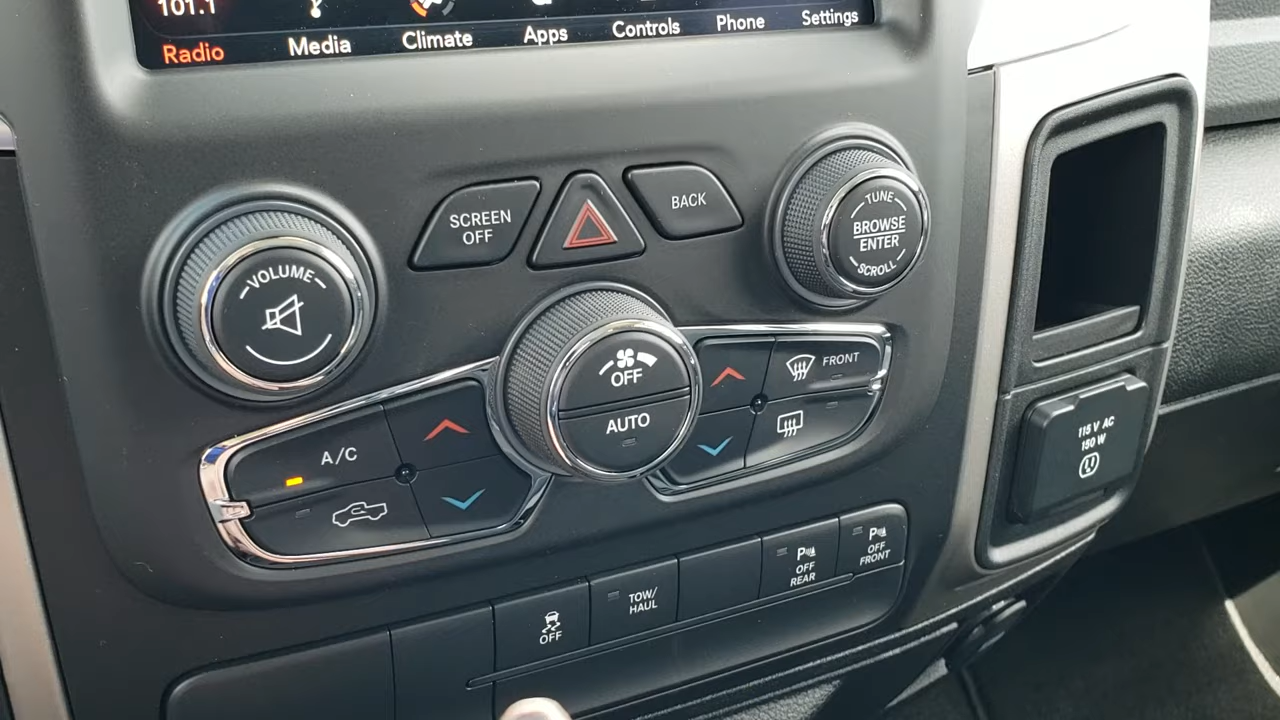 101.1
Radio
Media
Climate
Apps
Controls
Phone
Settings
SCREEN
OFF
BACK
TUNE
BROWSE
ENTER
SCROLL
VOLUME
OFF
AUTO
FRONT
A/C
115 V AC
150 W
OFF
TOW/
HAUL
P
OFF
REAR
P
OFF
FRONT